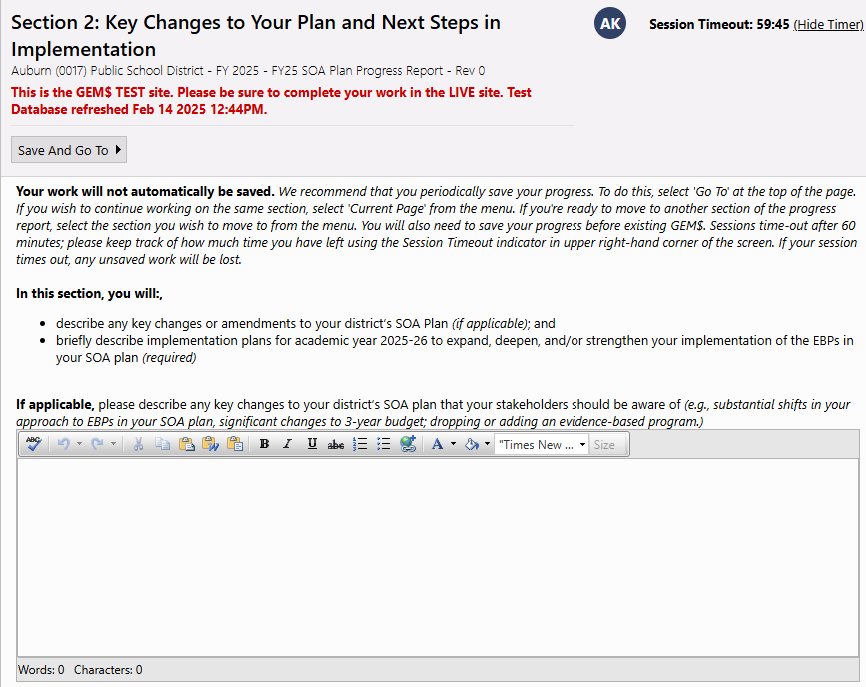 Section 2: Key Changes to Your Plan and Next Steps in
Implementation
AK
Session Timeout: 59:45 (Hide Timer)
Auburn (0017) Public School District - FY 2025 - FY25 SOA Plan Progress Report - Rev 0
This is the GEM$ TEST site. Please be sure to complete your work in the LIVE site. Test
Database refreshed Feb 14 2025 12:44PM.
Save And Go To
Your work will not automatically be saved. We recommend that you periodically save your progress. To do this, select 'Go To' at the top of the page.
If you wish to continue working on the same section, select 'Current Page' from the menu. If you're ready to move to another section of the progress
report, select the section you wish to move to from the menu. You will also need to save your progress before existing GEM$. Sessions time-out after 60
minutes; please keep track of how much time you have left using the Session Timeout indicator in upper right-hand corner of the screen. If your session
times out, any unsaved work will be lost.
In this section, you will:,
• describe any key changes or amendments to your district's SOA Plan (if applicable); and
• briefly describe implementation plans for academic year 2025-26 to expand, deepen, and/or strengthen your implementation of the EBPs in
your SOA plan (required)
If applicable, please describe any key changes to your district's SOA plan that your stakeholders should be aware of (e.g., substantial shifts in your
approach to EBPs in your SOA plan, significant changes to 3-year budget; dropping or adding an evidence-based program.)
ABC B I U abc A "Times New ... Size
Words: 0 Characters: 0